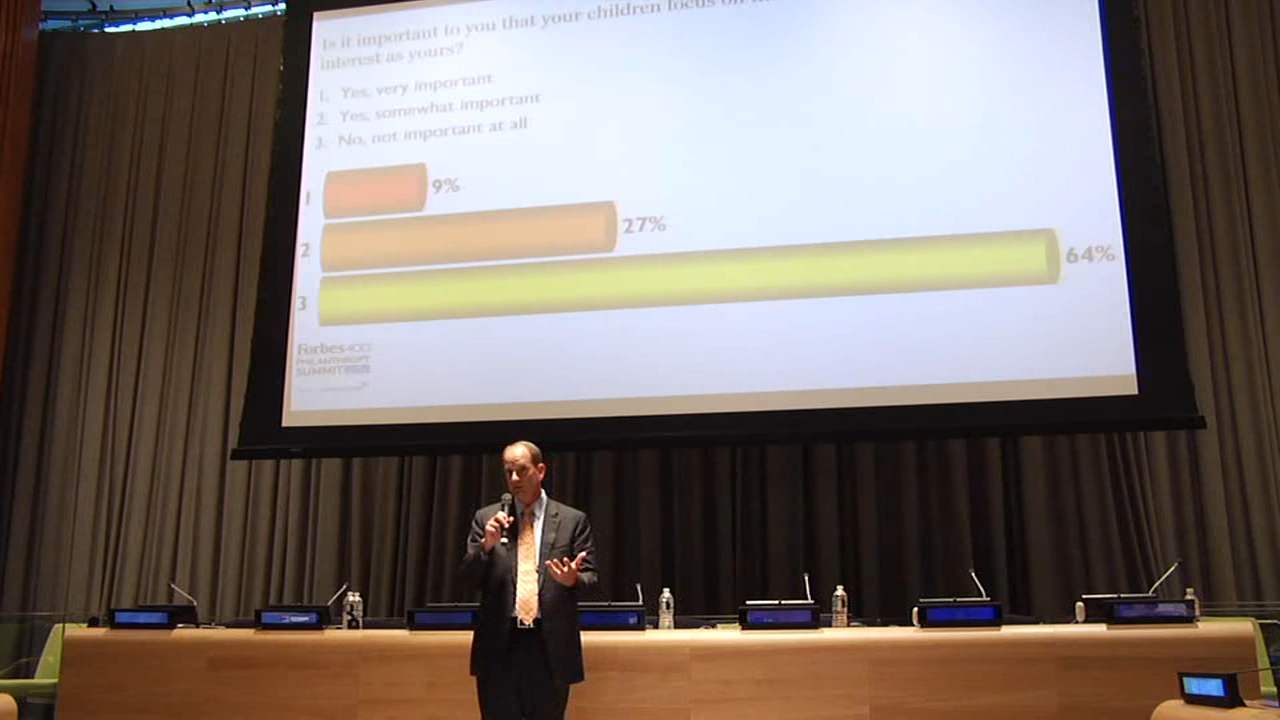 Is it important to you that your children focus on
interest as yours?
1. Yes, very important
2. Yes, somewhat important
3. No, not important at all
1 9%
2 27%
3 64%
Forbes400
PHILANTHROPY
SUMMIT